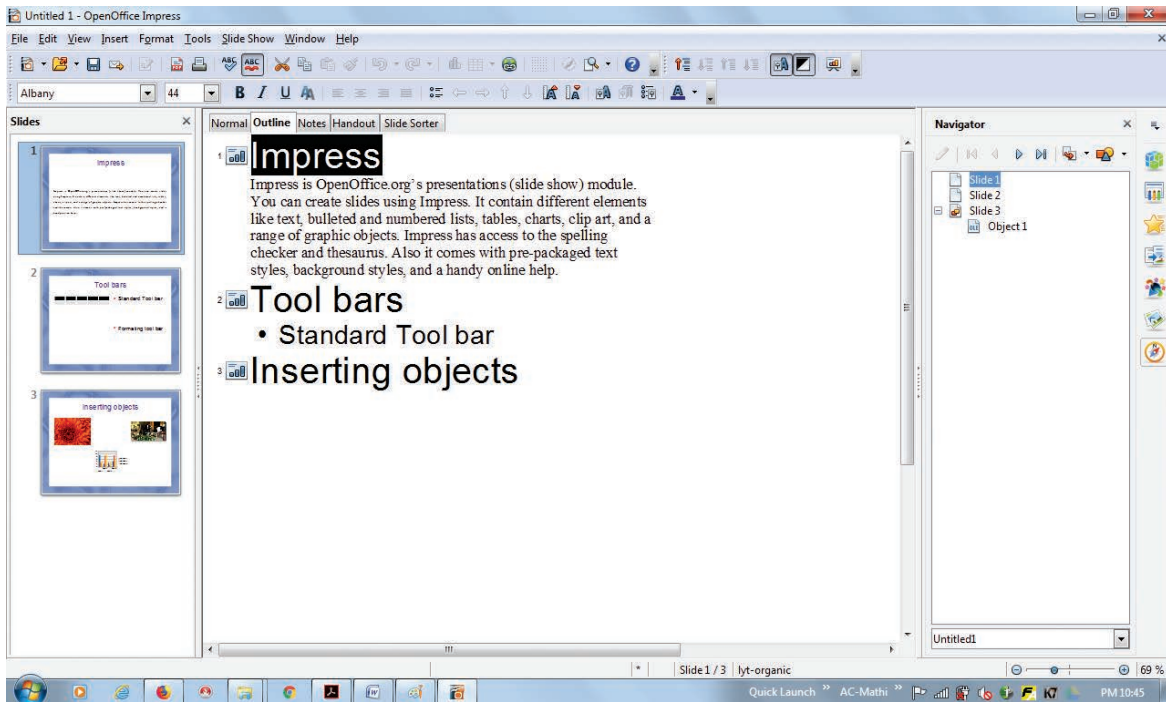 Untitled 1 - OpenOffice Impress
File Edit View Insert Format Tools Slide Show Window Help
Albany 44
Slides
Normal Outline Notes Handout Slide Sorter
Navigator
1
Impress
2
Tool bars
Standard Tool bar
Formating tool bar
3
Inserting objects
1 Impress
Impress is OpenOffice.org's presentations (slide show) module.
You can create slides using Impress. It contain different elements
like text, bulleted and numbered lists, tables, charts, clip art, and a
range of graphic objects. Impress has access to the spelling
checker and thesaurus. Also it comes with pre-packaged text
styles, background styles, and a handy online help.
2 Tool bars
• Standard Tool bar
3 Inserting objects
Slide 1
Slide 2
Slide 3
Object 1
Untitled1
Slide 1 / 3 lyt-organic 69 %
Quick Launch AC-Mathi PM 10:45